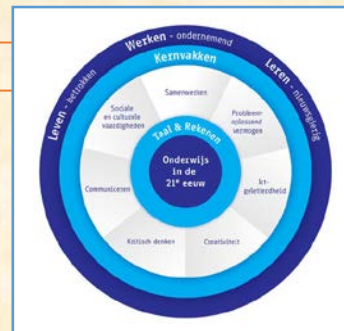 Leven - betrokken
Werken - ondernemend
Leren - nieuwsgierig
Kernvakken
Samenwerken
Probleem-
oplossend
vermogen
Ict-
geletterdheid
Creativiteit
Kritisch denken
Communiceren
Sociale
en culturele
vaardigheden
Taal & Rekenen
Onderwijs
in de
21e eeuw